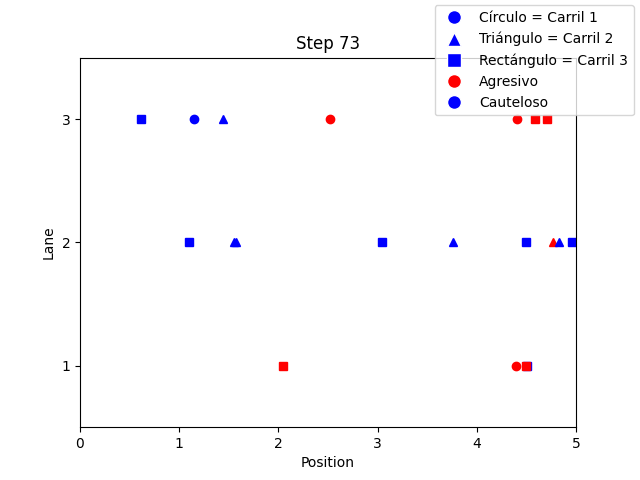 Step 73
Círculo = Carril 1
Triángulo = Carril 2
Rectángulo = Carril 3
Agresivo
Cauteloso
3
2
1
Lane
0 1 2 3 4 5
Position